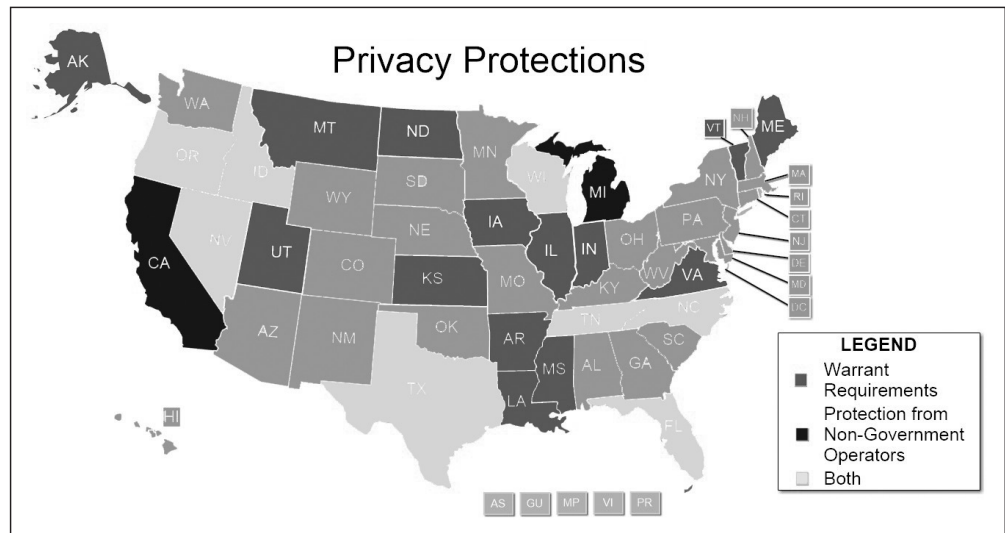 Privacy Protections
AK
WA
MT
ND
MN
VT
NH
ME
OR
ID
WY
SD
WI
MI
NY
MA
RI
CT
NJ
DE
MD
DC
CA
NV
UT
CO
NE
IA
IL
IN
OH
PA
KS
MO
KY
WV
VA
AZ
NM
OK
AR
TN
NC
SC
TX
LA
MS
AL
GA
FL
HI
AS
GU
MP
VI
PR
LEGEND
Warrant
Requirements
Protection from
Non-Government
Operators
Both